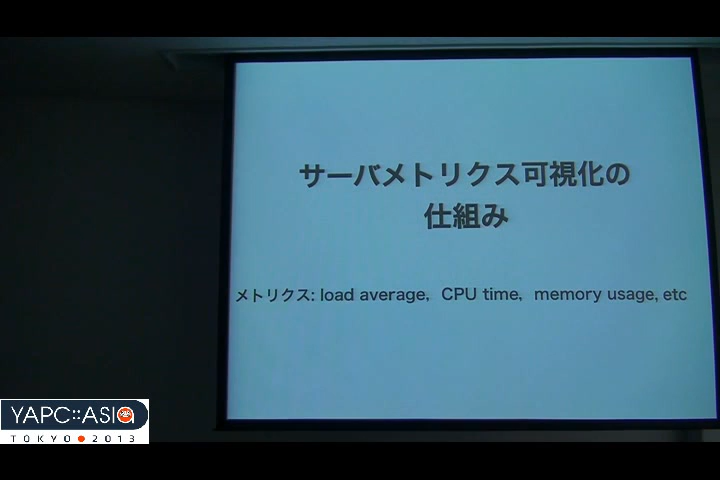 サーバメトリクス可視化の
仕組み
メトリクス: load average, CPU time, memory usage, etc
YAPC::ASIA
TOKYO 2013